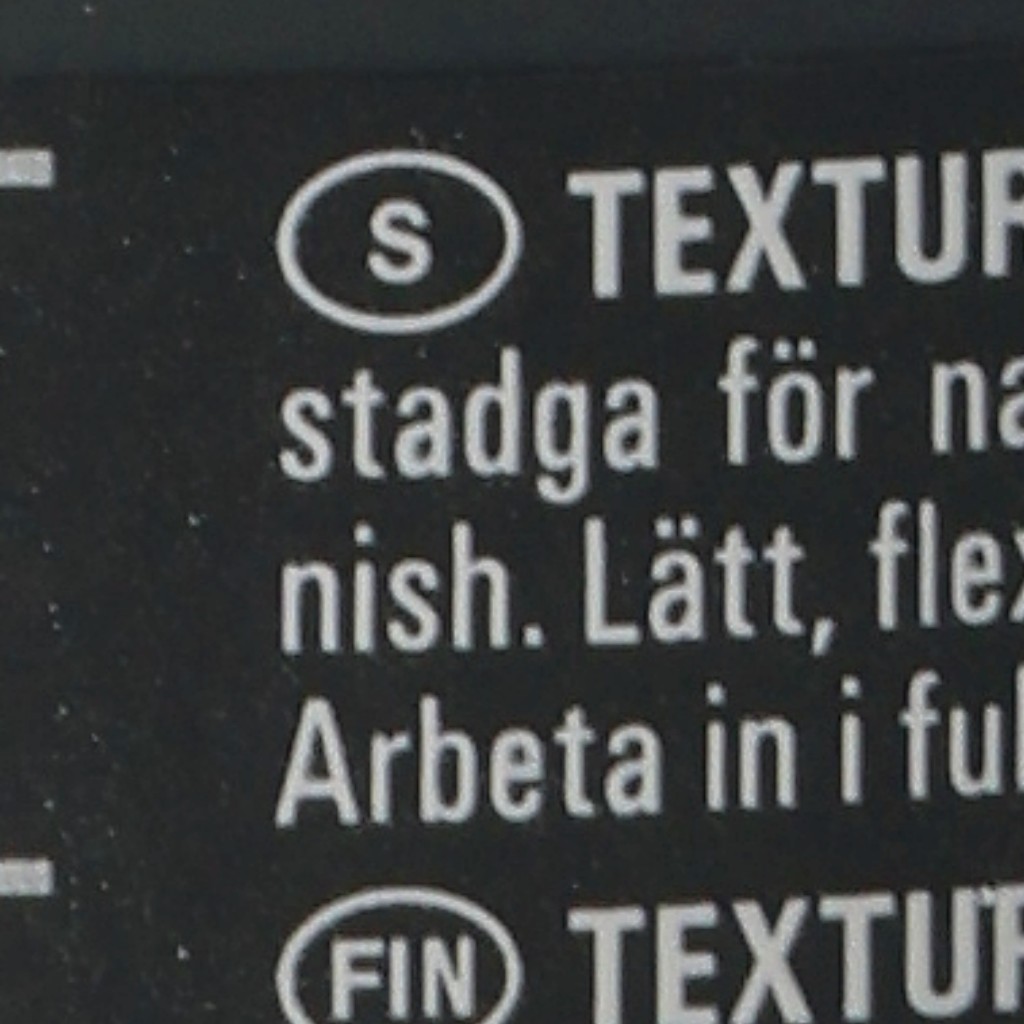 S TEXTUR
stadga för na
nish. Lätt, flex
Arbeta in i ful
FIN TEXTUR